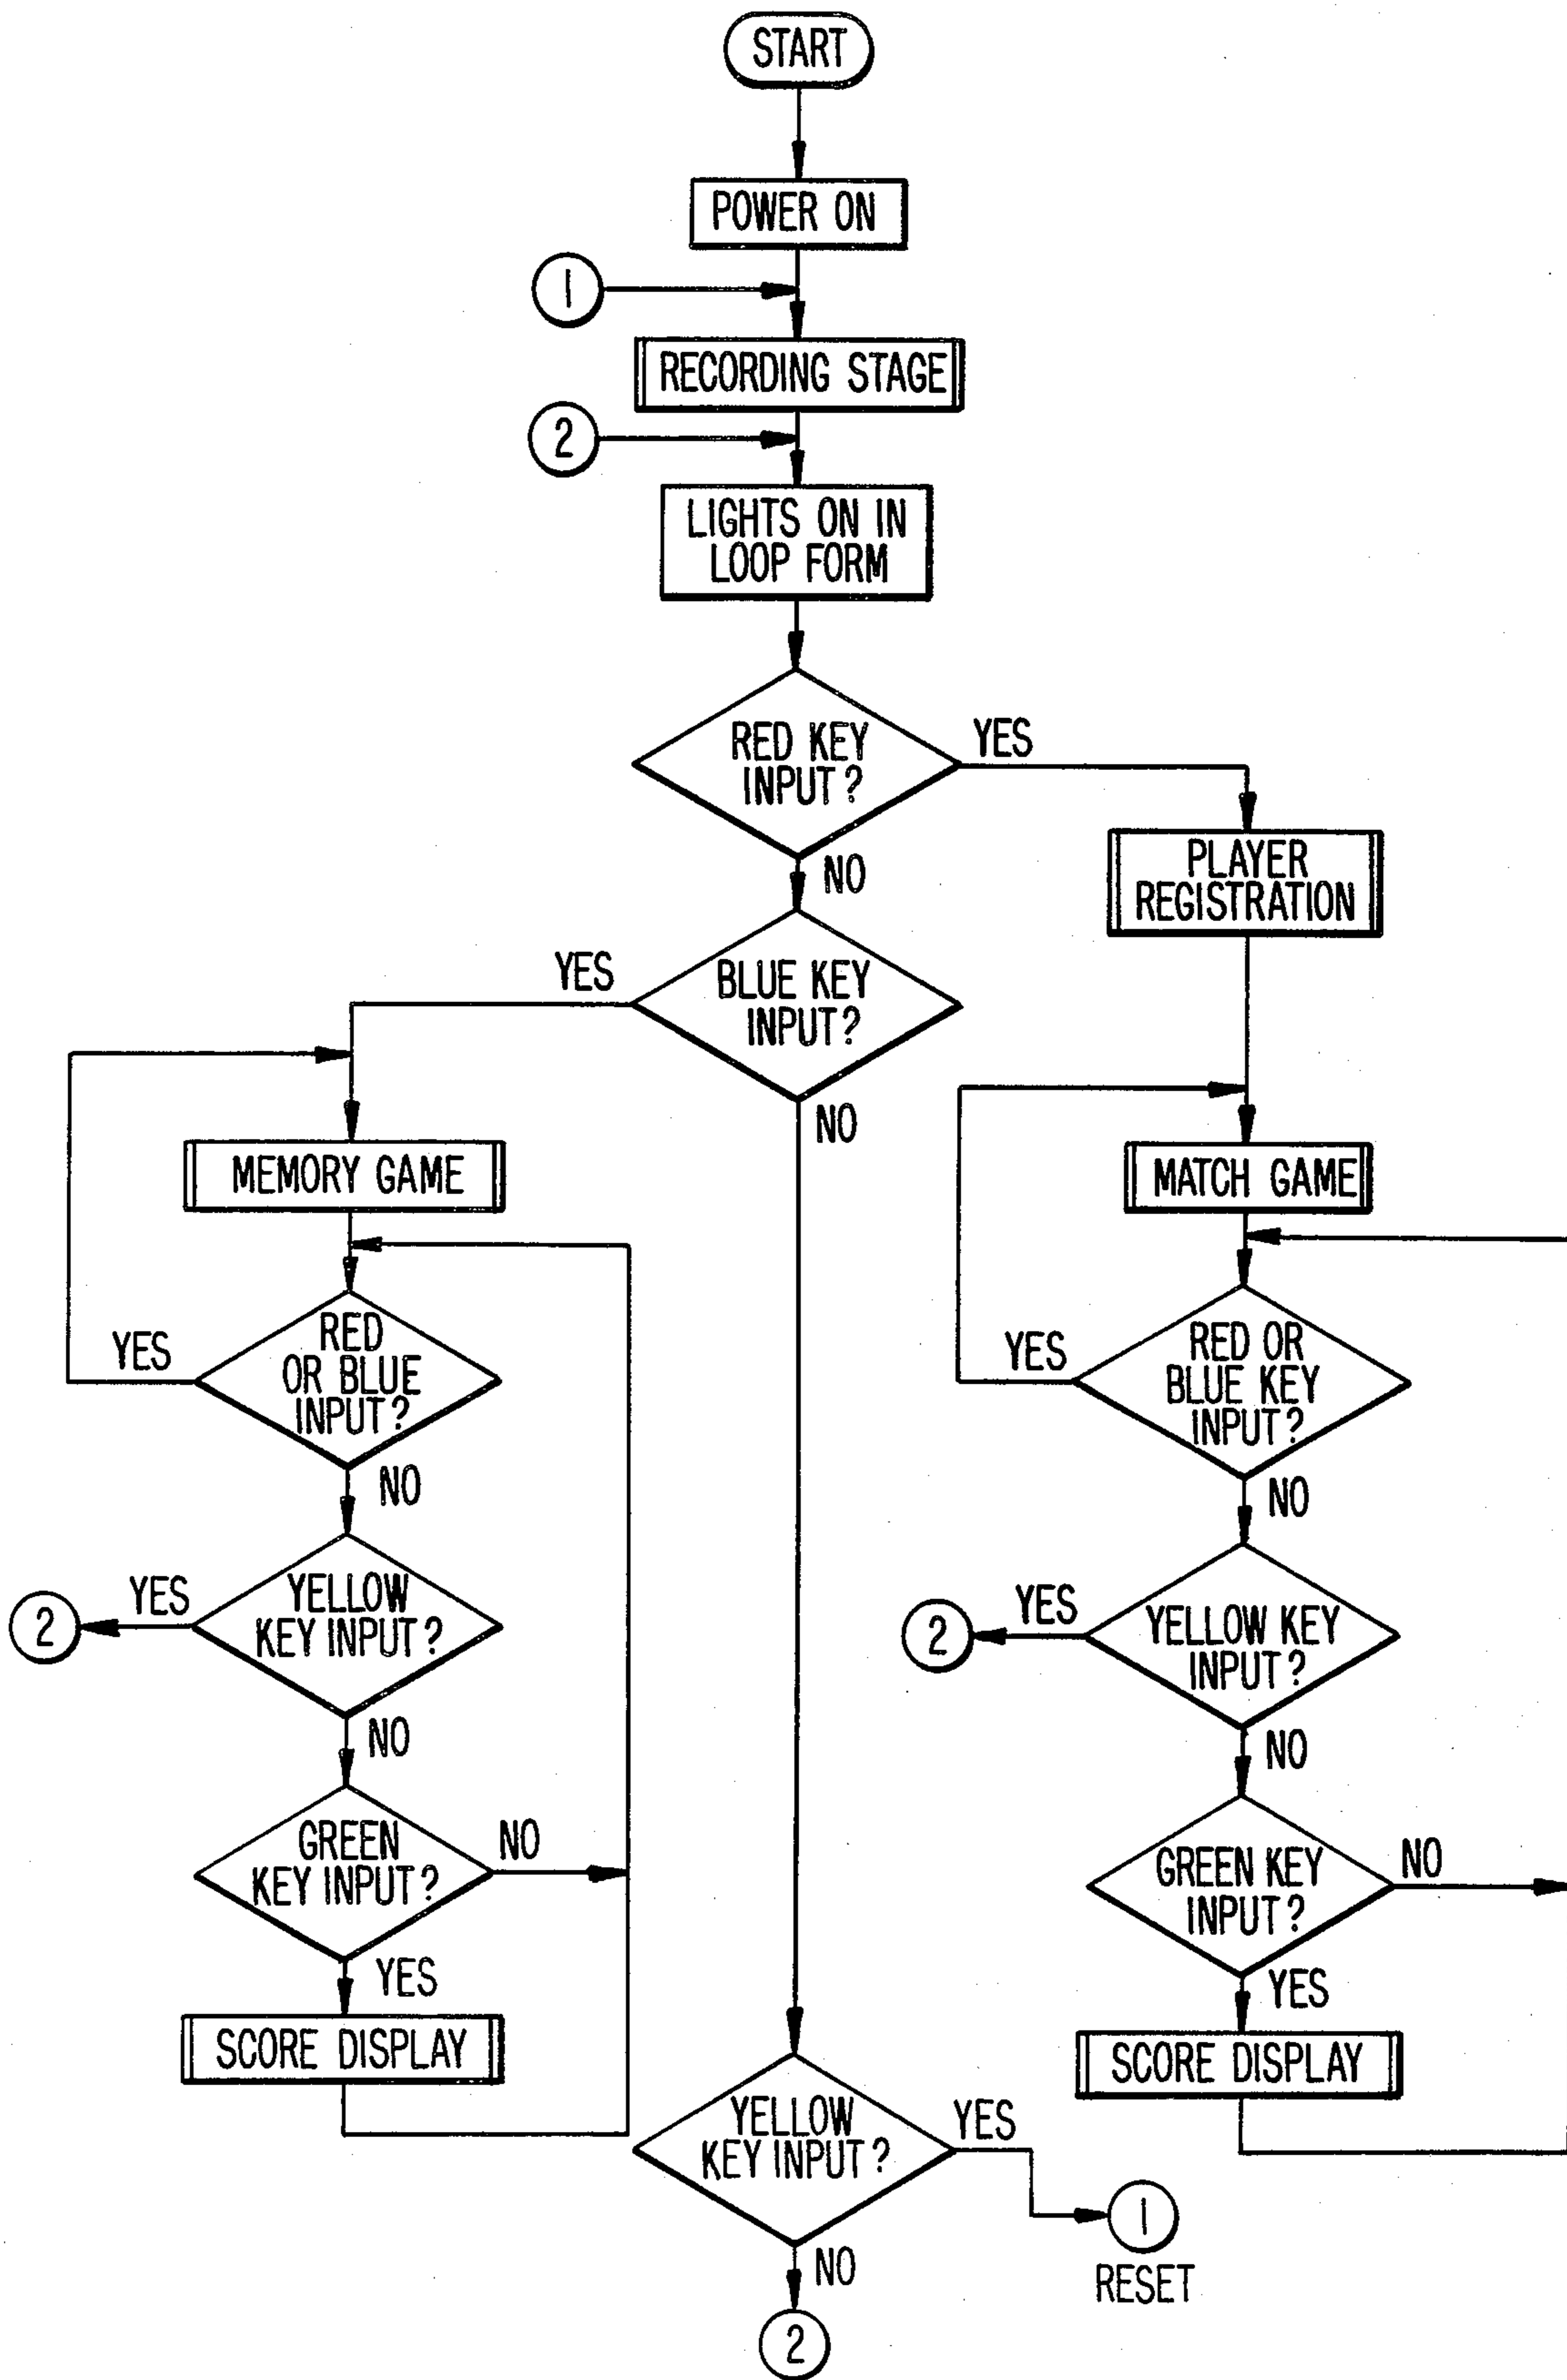 START
POWER ON
1
RECORDING STAGE
2
LIGHTS ON IN
LOOP FORM
RED KEY
INPUT?
YES
NO
PLAYER
REGISTRATION
BLUE KEY
INPUT?
YES
NO
MEMORY GAME
MATCH GAME
RED
OR BLUE
INPUT?
YES
NO
RED OR
BLUE KEY
INPUT?
YES
NO
YELLOW
KEY INPUT?
YES
2
NO
YELLOW KEY
INPUT?
YES
2
NO
GREEN
KEY INPUT?
NO
YES
GREEN KEY
INPUT?
NO
YES
SCORE DISPLAY
SCORE DISPLAY
YELLOW
KEY INPUT?
YES
1
RESET
NO
2